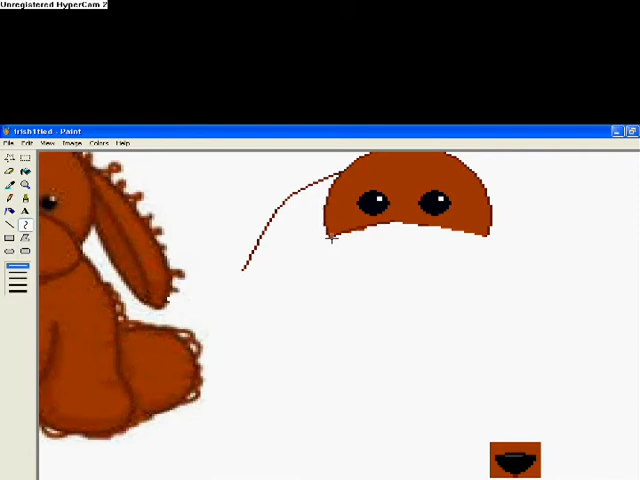 Unregistered HyperCam 2
irish1tled - Paint
File Edit View Image Colors Help
A